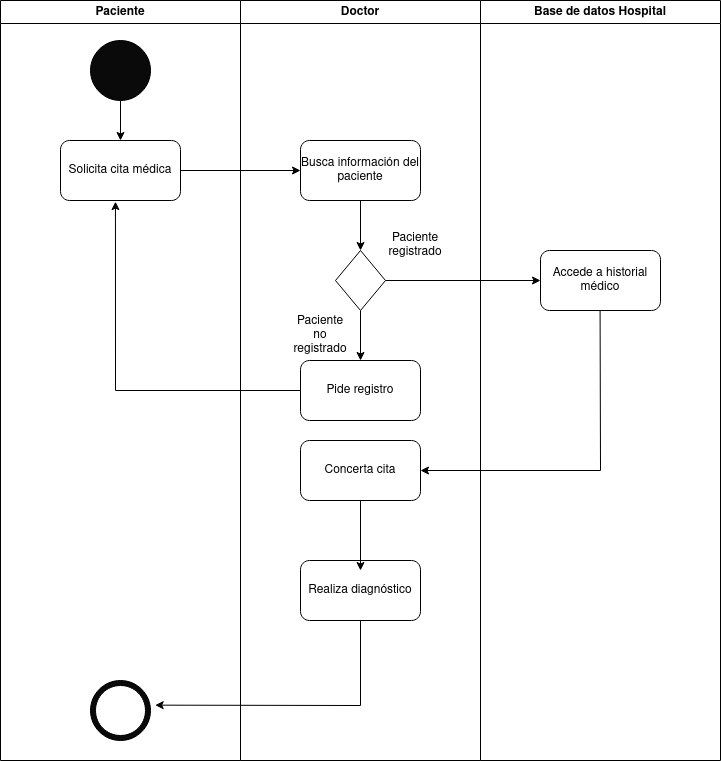 Paciente
Doctor
Base de datos Hospital
Solicita cita médica
Busca información del
paciente
Paciente
registrado
Accede a historial
médico
Paciente
no
registrado
Pide registro
Concerta cita
Realiza diagnóstico